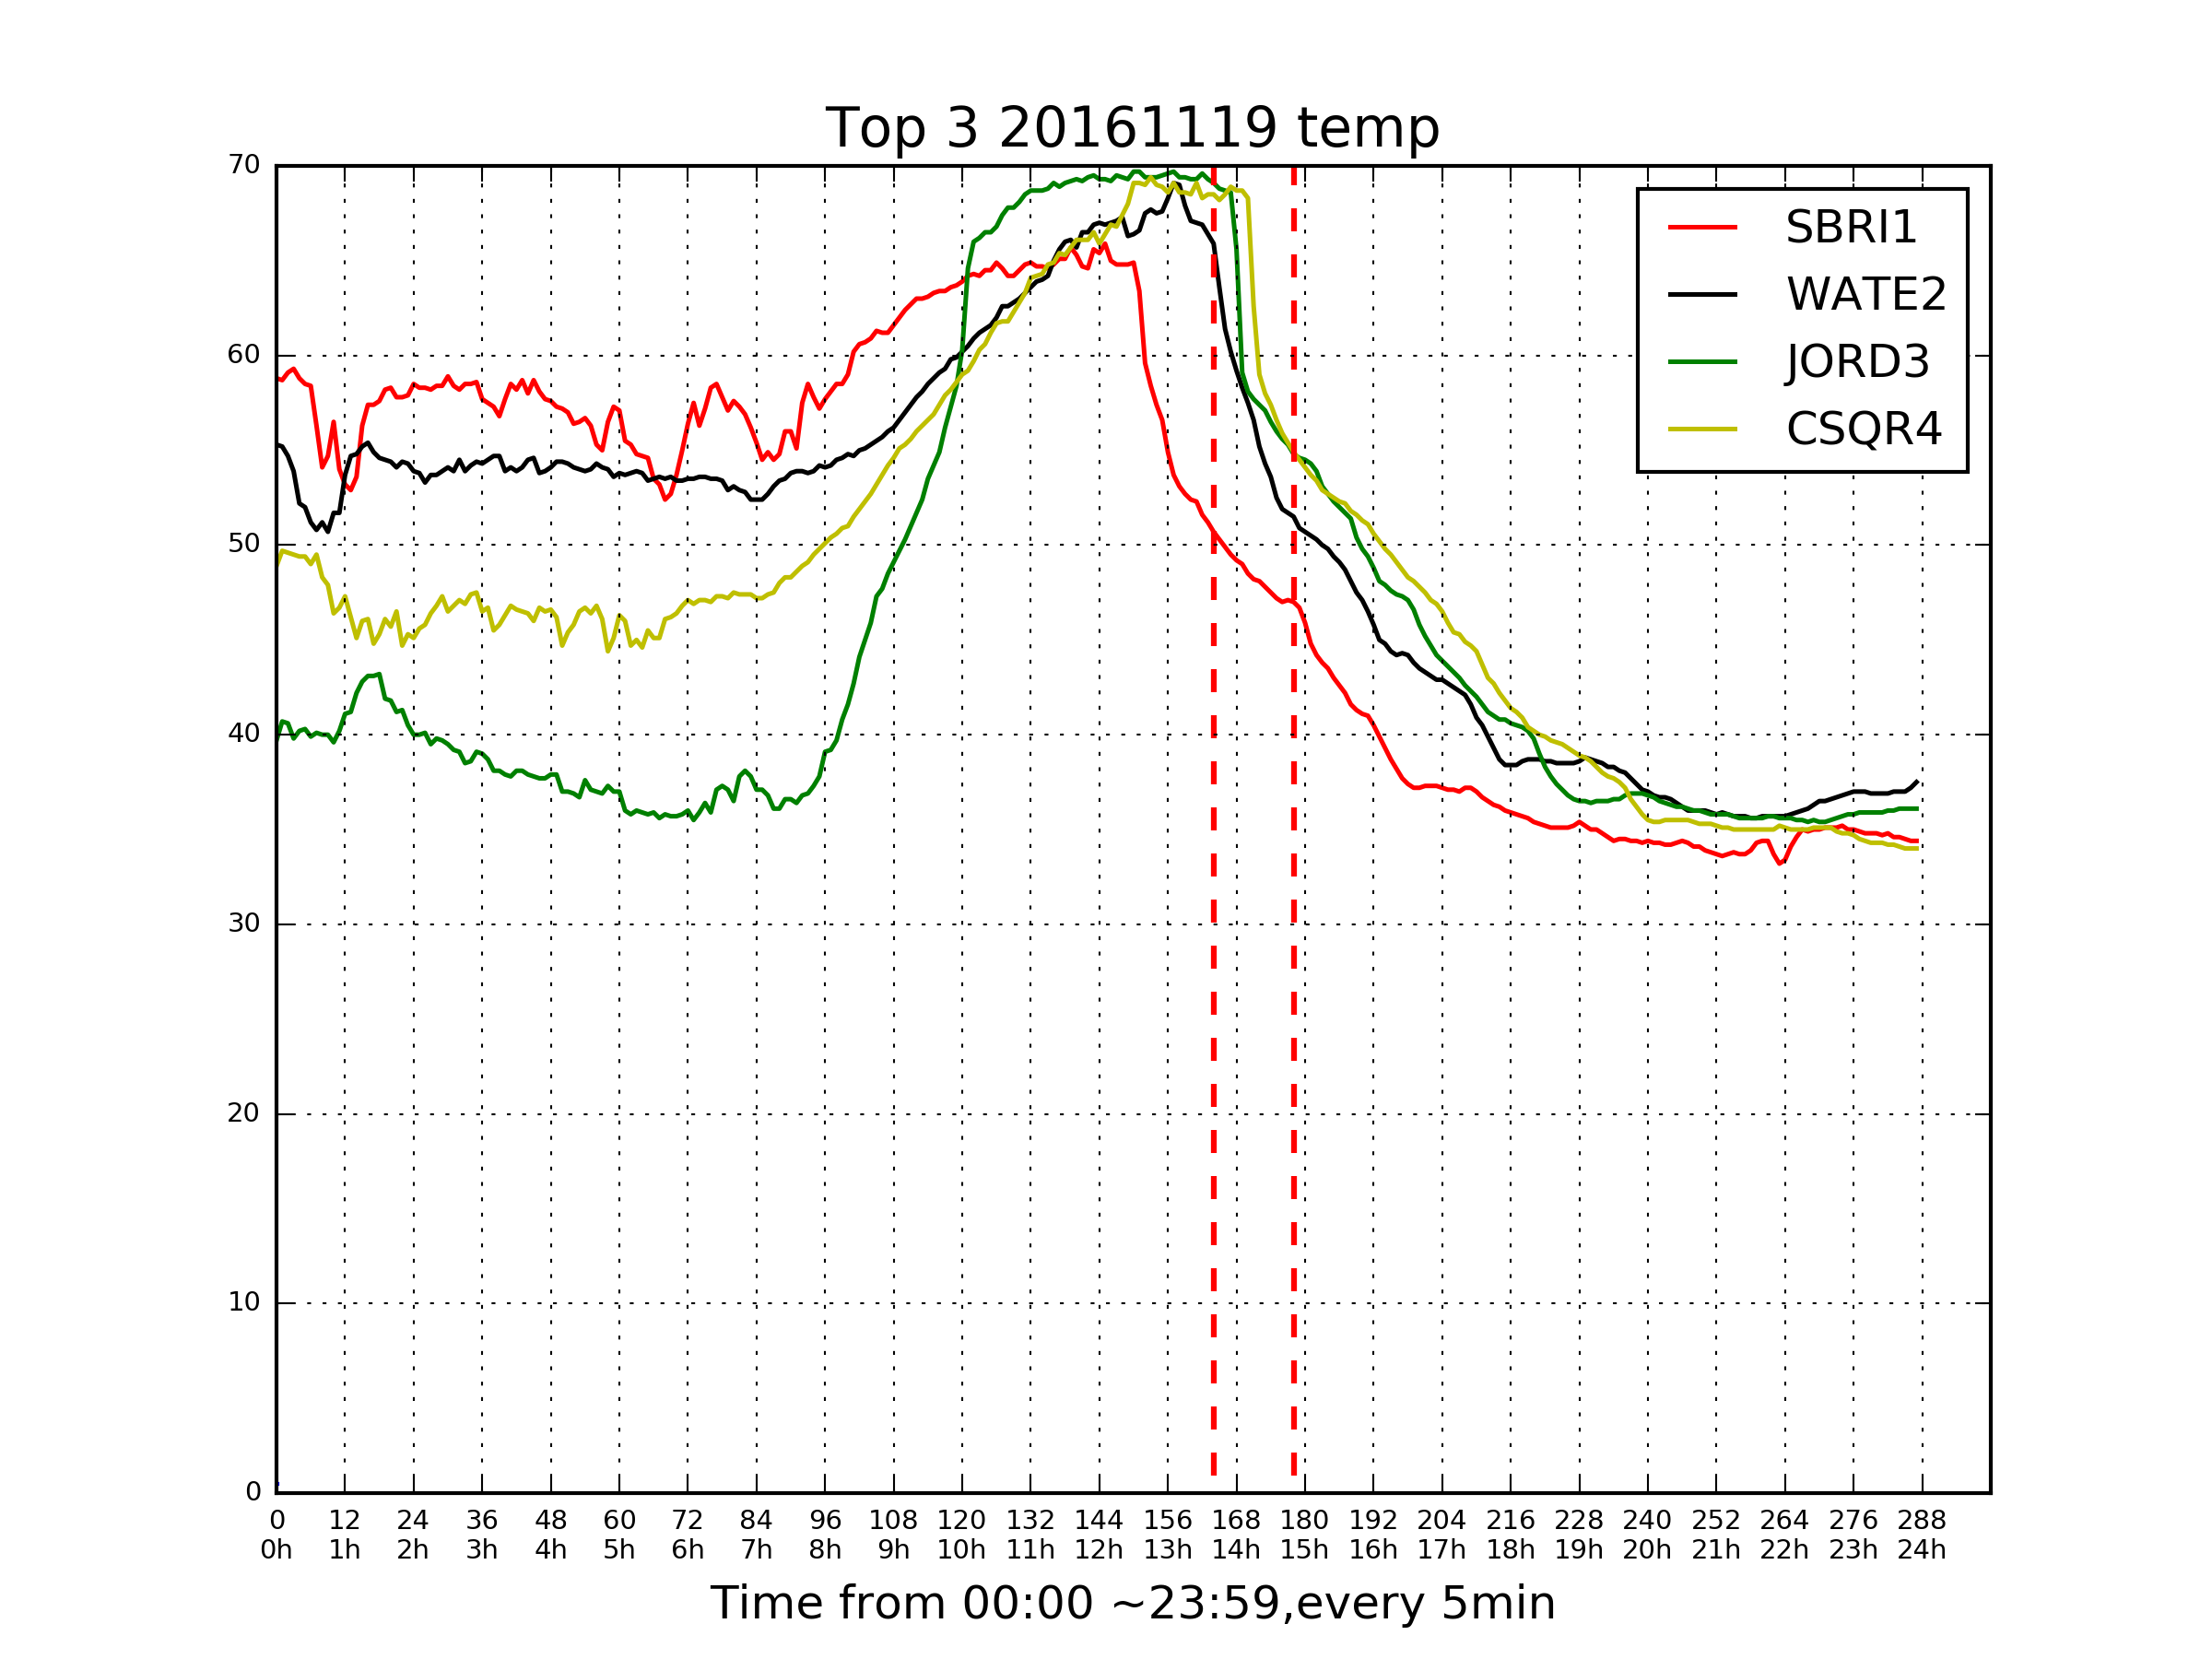 Top 3 20161119 temp
70
60
50
40
30
20
10
0
SBRI1
WATE2
JORD3
CSQR4
0 12 24 36 48 60 72 84 96 108 120 132 144 156 168 180 192 204 216 228 240 252 264 276 288
0h 1h 2h 3h 4h 5h 6h 7h 8h 9h 10h 11h 12h 13h 14h 15h 16h 17h 18h 19h 20h 21h 22h 23h 24h
Time from 00:00 ~23:59,every 5min